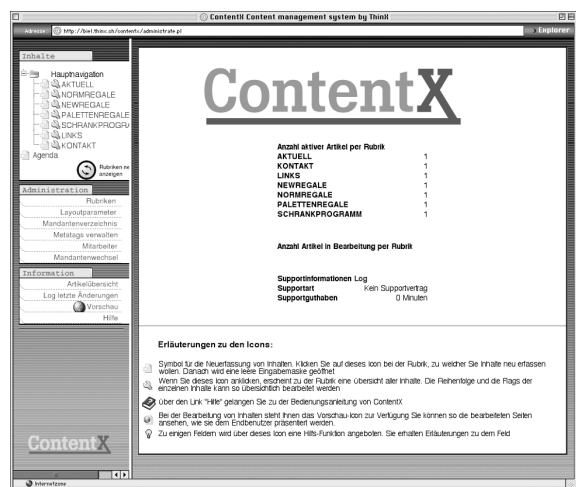 ContentX Content management system by ThinX
Adresse: http://biel.thinx.ch/contentx/administrate.pl
Explorer
Inhalte
Hauptnavigation
AKTUELL
NORMREGALE
NEWREGALE
PALETTENREGALE
SCHRANKPROGRA
LINKS
KONTAKT
Agenda
Rubriken ne
anzeigen
Administration
Rubriken
Layoutparameter
Mandantenverzeichnis
Metatags verwalten
Mitarbeiter
Mandantenwechsel
Information
Artikelübersicht
Log letzte Änderungen
Vorschau
Hilfe
ContentX
Internetzone
ContentX
Anzahl aktiver Artikel per Rubrik
AKTUELL 1
KONTAKT 1
LINKS 1
NEWREGALE 1
NORMREGALE 1
PALETTENREGALE 1
SCHRANKPROGRAMM 1
Anzahl Artikel in Bearbeitung per Rubrik
Supportinformationen Log
Supportart Kein Supportvertrag
Supportguthaben 0 Minuten
Erläuterungen zu den Icons:
Symbol für die Neuerfassung von Inhalten. Klicken Sie auf dieses Icon bei der Rubrik, zu welcher Sie Inhalte neu erfassen
wollen. Danach wird eine leere Eingabemaske geöffnet
Wenn Sie dieses Icon anklicken, erscheint zu der Rubrik eine Übersicht aller Inhalte. Die Reihenfolge und die Flags der
einzelnen Inhalte kann so übersichtlich bearbeitet werden
Über den Link "Hilfe" gelangen Sie zu der Bedienungsanleitung von ContentX
Bei der Bearbeitung von Inhalten steht Ihnen das Vorschau-Icon zur Verfügung Sie können so die bearbeiteten Seiten
ansehen, wie sie dem Endbenutzer präsentiert werden.
Zu einigen Feldern wird über dieses Icon eine Hilfs-Funktion angeboten. Sie erhalten Erläuterungen zu dem Feld